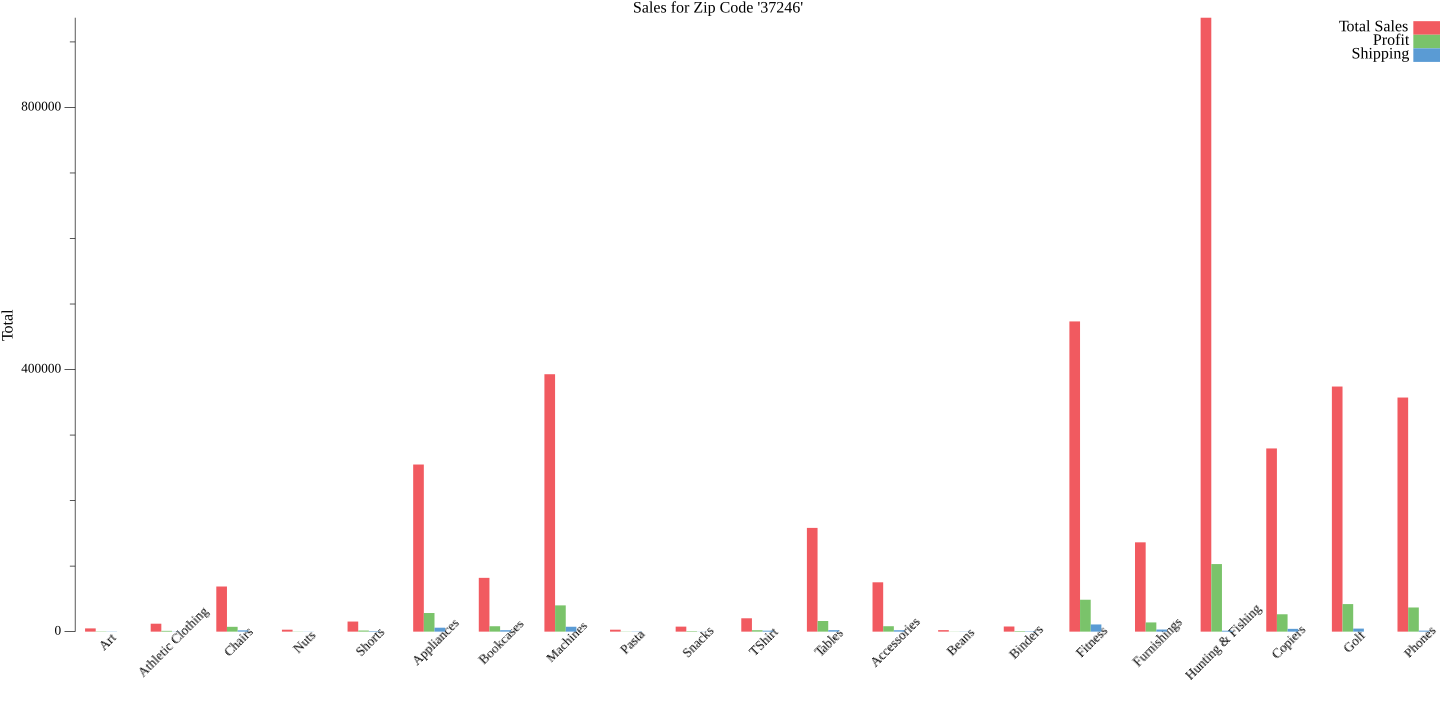 Sales for Zip Code '37246'
Total Sales
Profit
Shipping
800000
400000
0
Total
Art
Athletic Clothing
Chairs
Nuts
Shorts
Appliances
Bookcases
Machines
Pasta
Snacks
TShirt
Tables
Accessories
Beans
Binders
Fitness
Furnishings
Hunting & Fishing
Copiers
Golf
Phones